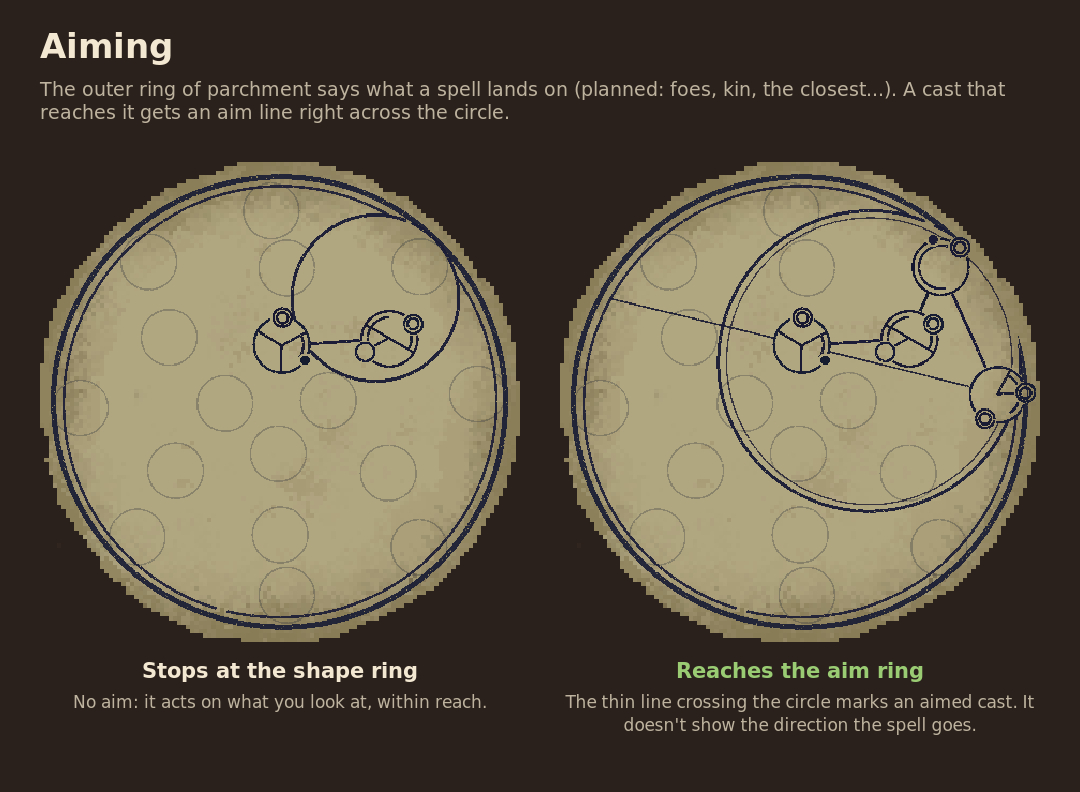 Aiming
The outer ring of parchment says what a spell lands on (planned: foes, kin, the closest...). A cast that
reaches it gets an aim line right across the circle.
Stops at the shape ring
No aim: it acts on what you look at, within reach.
Reaches the aim ring
The thin line crossing the circle marks an aimed cast. It
doesn't show the direction the spell goes.